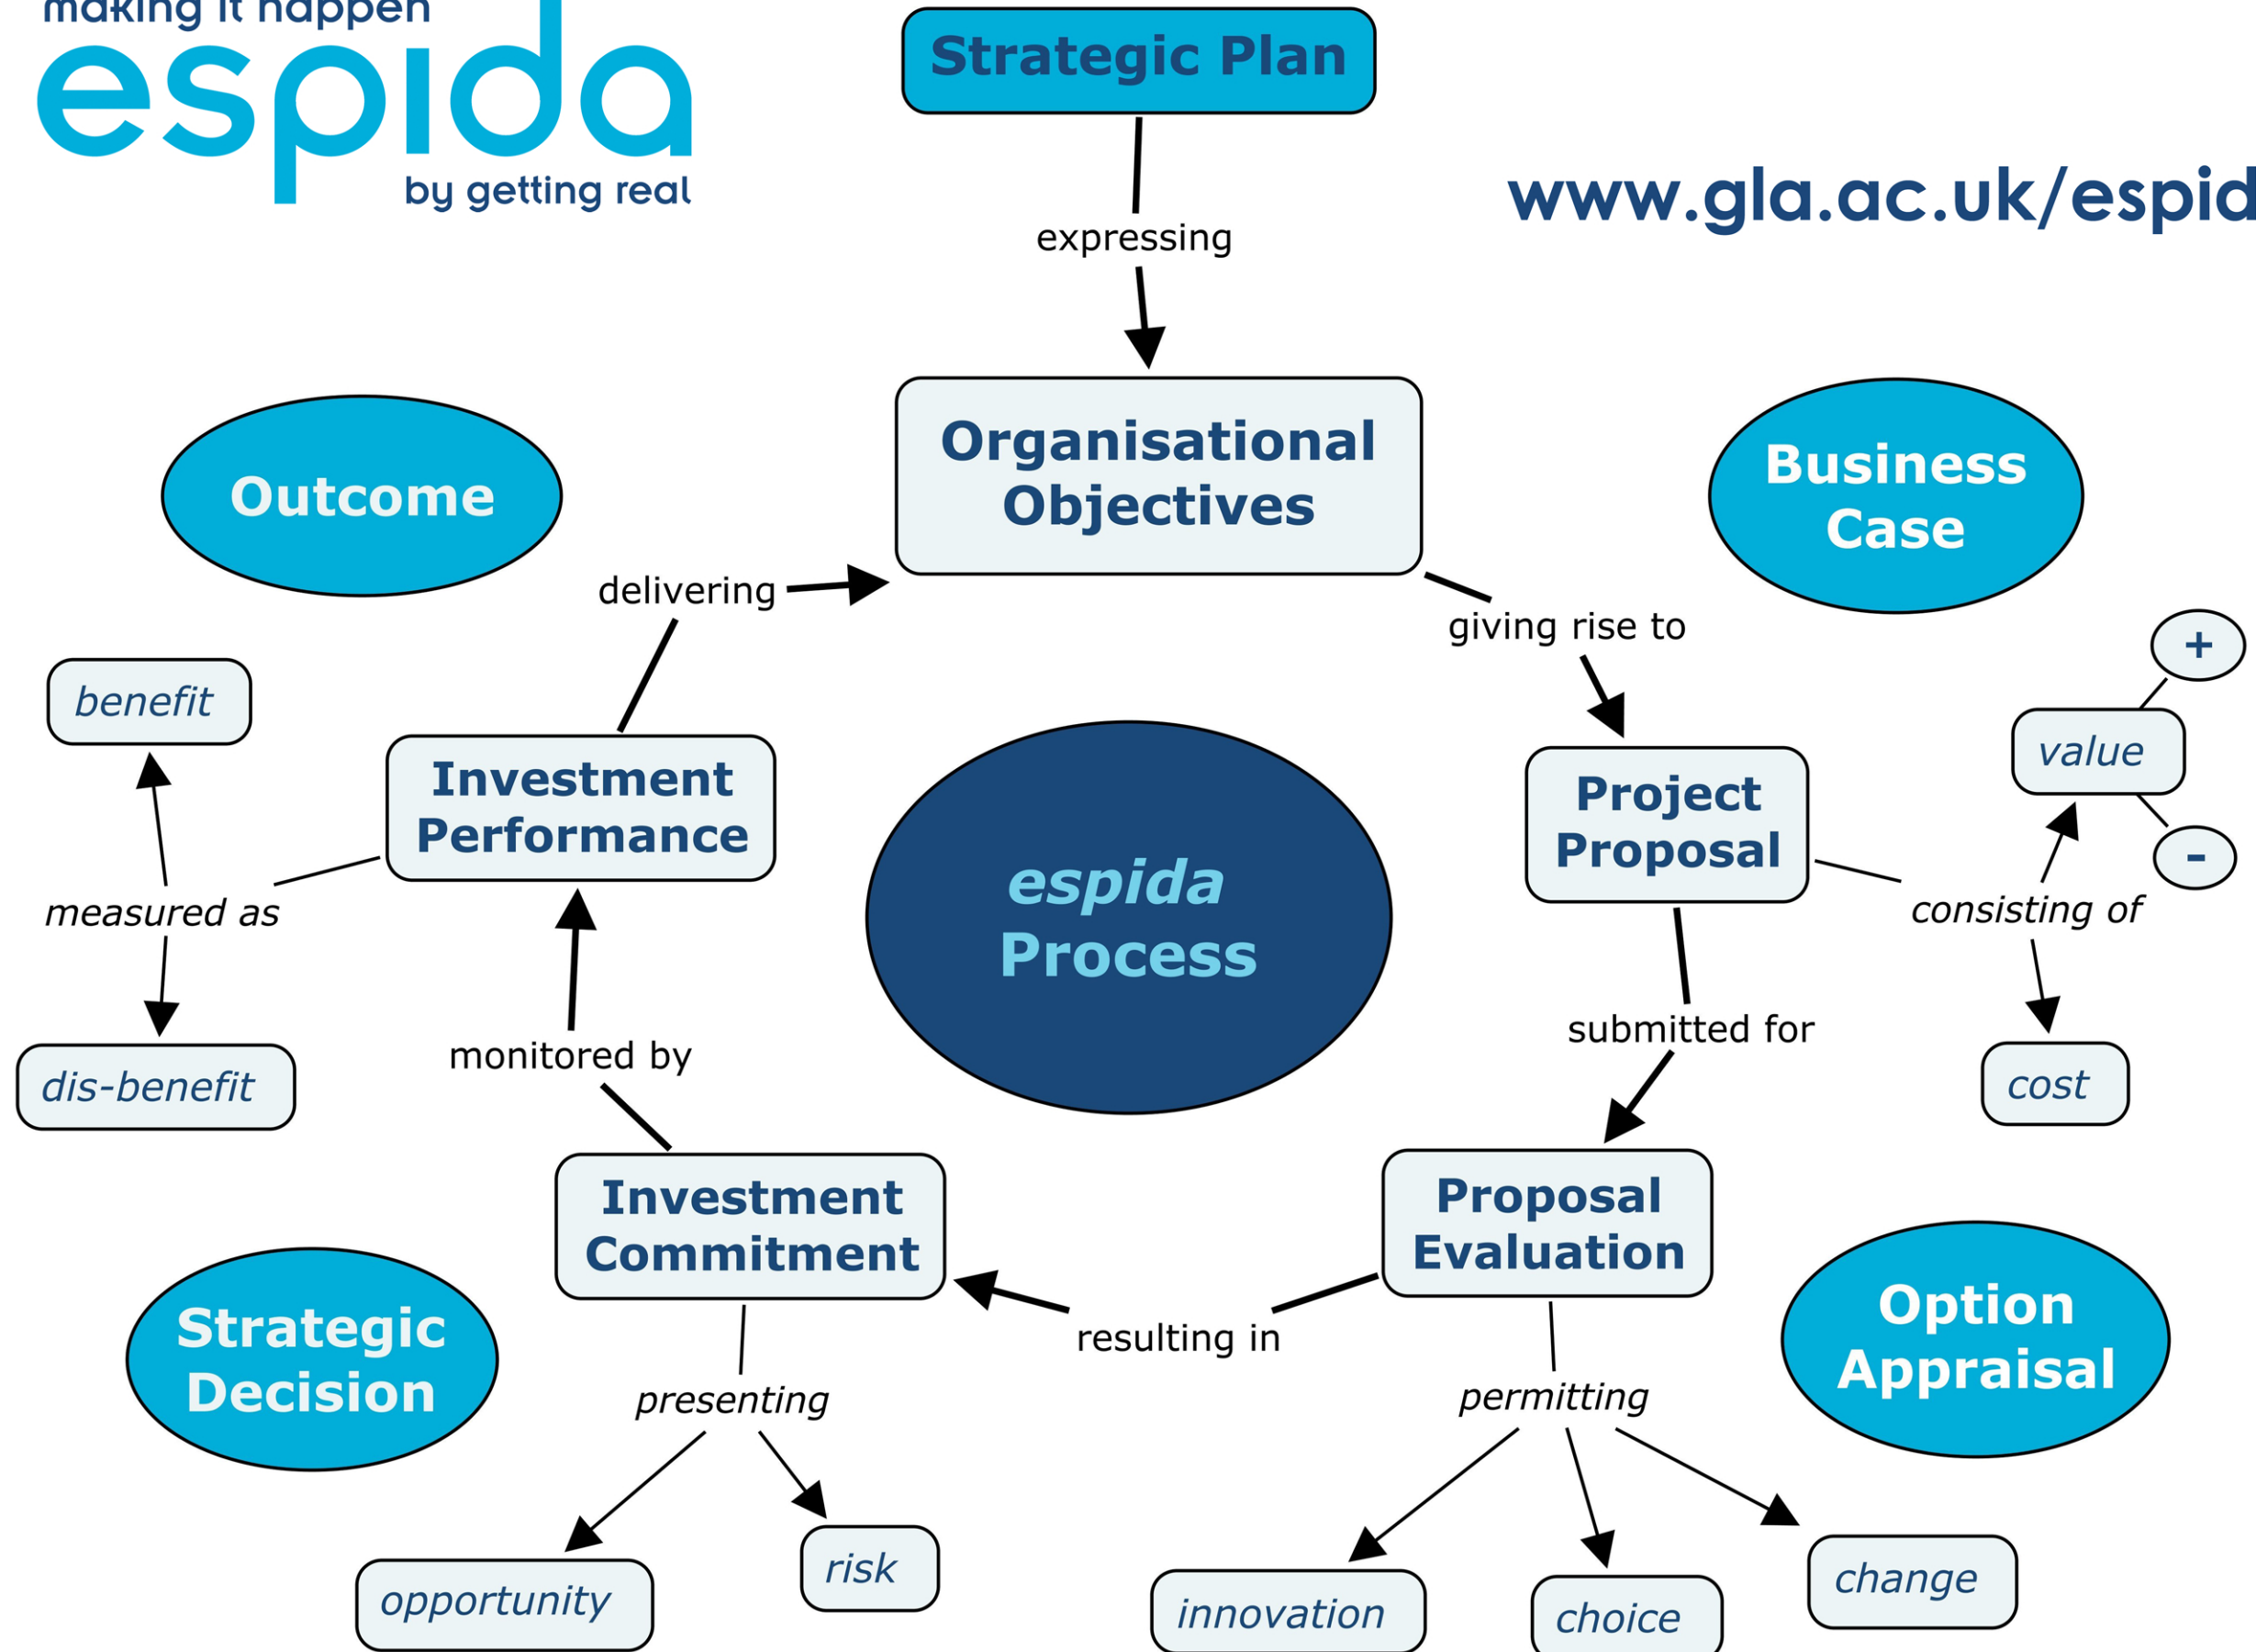 making it happen
espida
by getting real
Strategic Plan
www.gla.ac.uk/espid
expressing
Organisational
Objectives
Outcome
Business
Case
delivering
giving rise to
+
benefit
value
Investment
Performance
Project
Proposal
-
espida
Process
measured as
consisting of
submitted for
monitored by
dis-benefit
cost
Investment
Commitment
Proposal
Evaluation
Strategic
Decision
resulting in
Option
Appraisal
presenting
permitting
opportunity
risk
innovation
choice
change